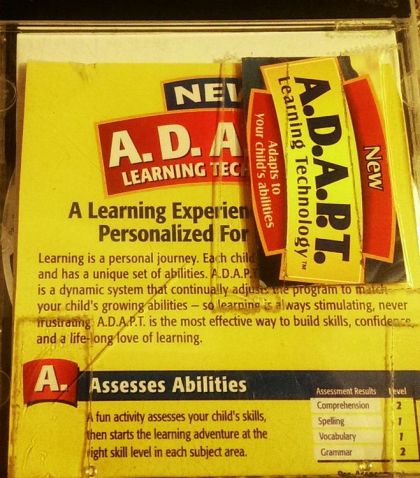 NEW
A.D.A.
LEARNING TEC
A Learning Experien
Personalized For
Learning is a personal journey. Each child
and has a unique set of abilities. A.D.A.P.T.
is a dynamic system that continually adjusts the program to match
your child's growing abilities – so learning is always stimulating, never
frustrating. A.D.A.P.T. is the most effective way to build skills, confidence
and a life-long love of learning.
New
A.D.A.P.T.
Learning Technology™
Adapts to
your child's abilities
A. Assesses Abilities
A fun activity assesses your child's skills,
then starts the learning adventure at the
right skill level in each subject area.
Assessment Results Level
Comprehension 2
Spelling 1
Vocabulary 1
Grammar 2